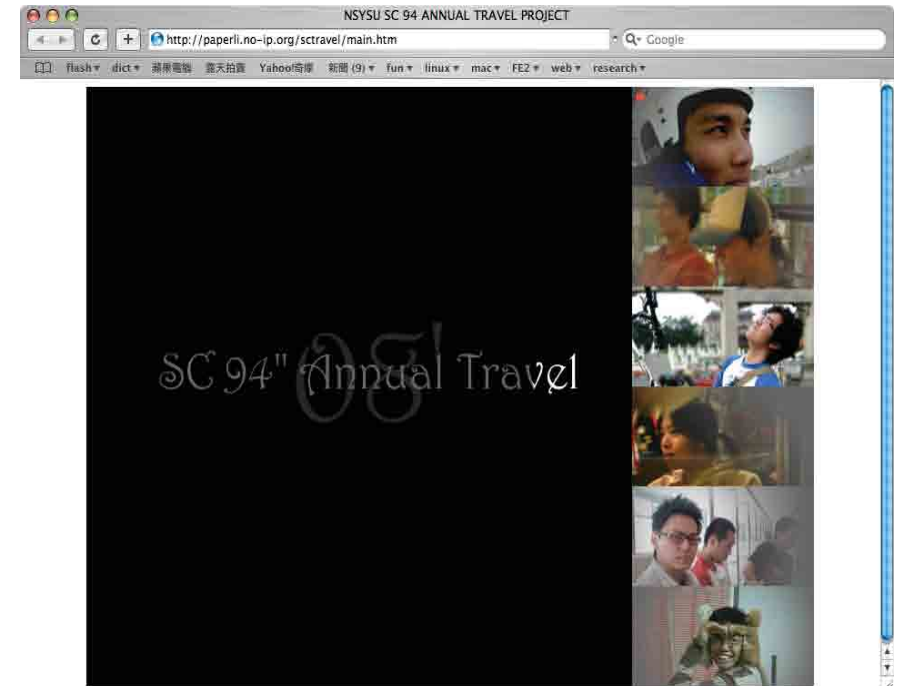 NSYSU SC 94 ANNUAL TRAVEL PROJECT
http://paperli.no-ip.org/sctravel/main.htm
Google
flash dict 蘋果電腦 露天拍賣 Yahoo!奇摩 新聞 (9) fun linux mac FE2 web research
05'
SC 94" Annual Travel